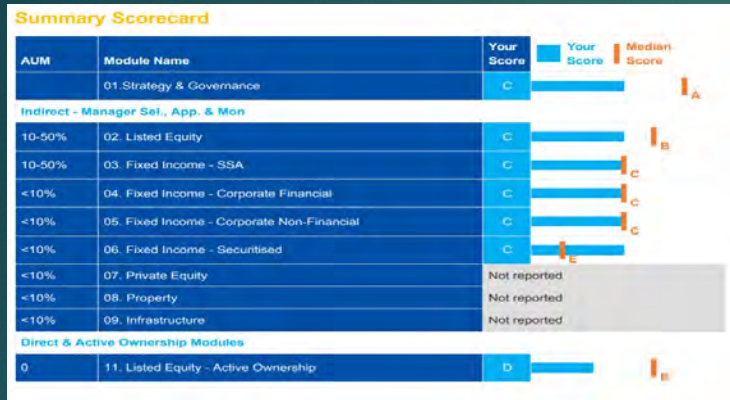 Summary Scorecard
AUM Module Name Your Score Your Score Median Score
01.Strategy & Governance C A
Indirect - Manager Sel., App. & Mon
10-50% 02. Listed Equity C B
10-50% 03. Fixed Income - SSA C C
<10% 04. Fixed Income - Corporate Financial C C
<10% 05. Fixed Income - Corporate Non-Financial C C
<10% 06. Fixed Income - Securitised C E
<10% 07. Private Equity Not reported
<10% 08. Property Not reported
<10% 09. Infrastructure Not reported
Direct & Active Ownership Modules
0 11. Listed Equity - Active Ownership D B